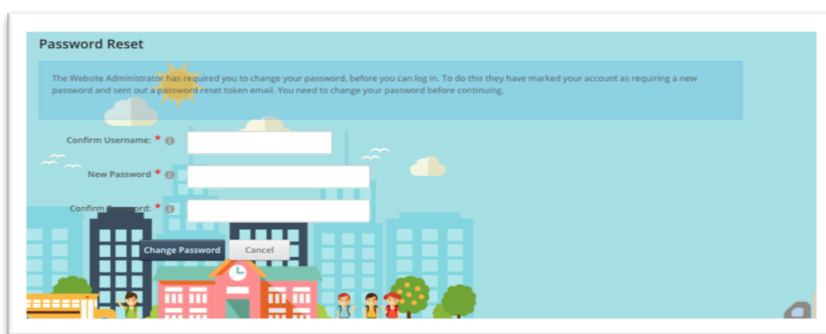 Password Reset
The Website Administrator has required you to change your password, before you can log in. To do this they have marked your account as requiring a new
password and sent out a password reset token email. You need to change your password before continuing.
Confirm Username: *
New Password *
Confirm Password: *
Change Password Cancel